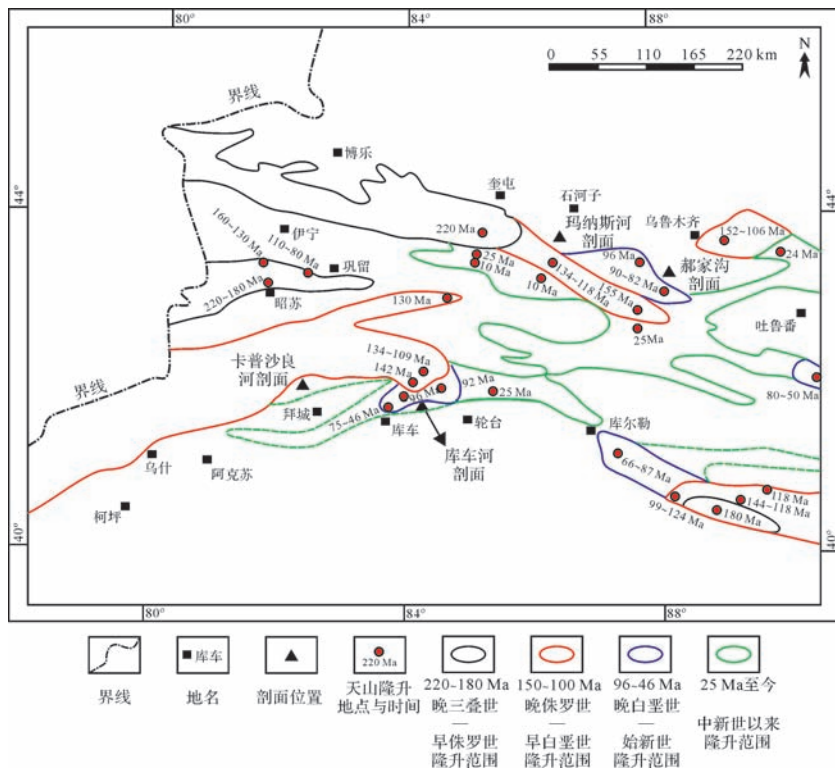 80°
84°
88°
N
0 55 110 165 220 km
界线
博乐
奎屯
石河子
44°
44°
玛纳斯河
剖面
乌鲁木齐
152~106 Ma
160~130 Ma
110~80 Ma
伊宁
220 Ma
25 Ma
10 Ma
96 Ma
24 Ma
巩留
134~118 Ma
90~82 Ma
郝家沟
剖面
220~180 Ma
昭苏
10 Ma
155 Ma
130 Ma
25Ma
吐鲁番
卡普沙良
河剖面
134~109 Ma
142 Ma
界线
96 Ma
92 Ma
25 Ma
80~50 Ma
拜城
75~46 Ma
库车
轮台
库尔勒
库车河
剖面
乌什
阿克苏
66~87 Ma
柯坪
118 Ma
144~118 Ma
99~124 Ma
180 Ma
40°
40°
80°
84°
88°
库车
220 Ma
界线
地名
剖面位置
天山隆升
地点与时间
220~180 Ma
晚三叠世
—
早侏罗世
隆升范围
150~100 Ma
晚侏罗世
—
早白垩世
隆升范围
96~46 Ma
晚白垩世
—
始新世
隆升范围
25 Ma至今
中新世以来
隆升范围